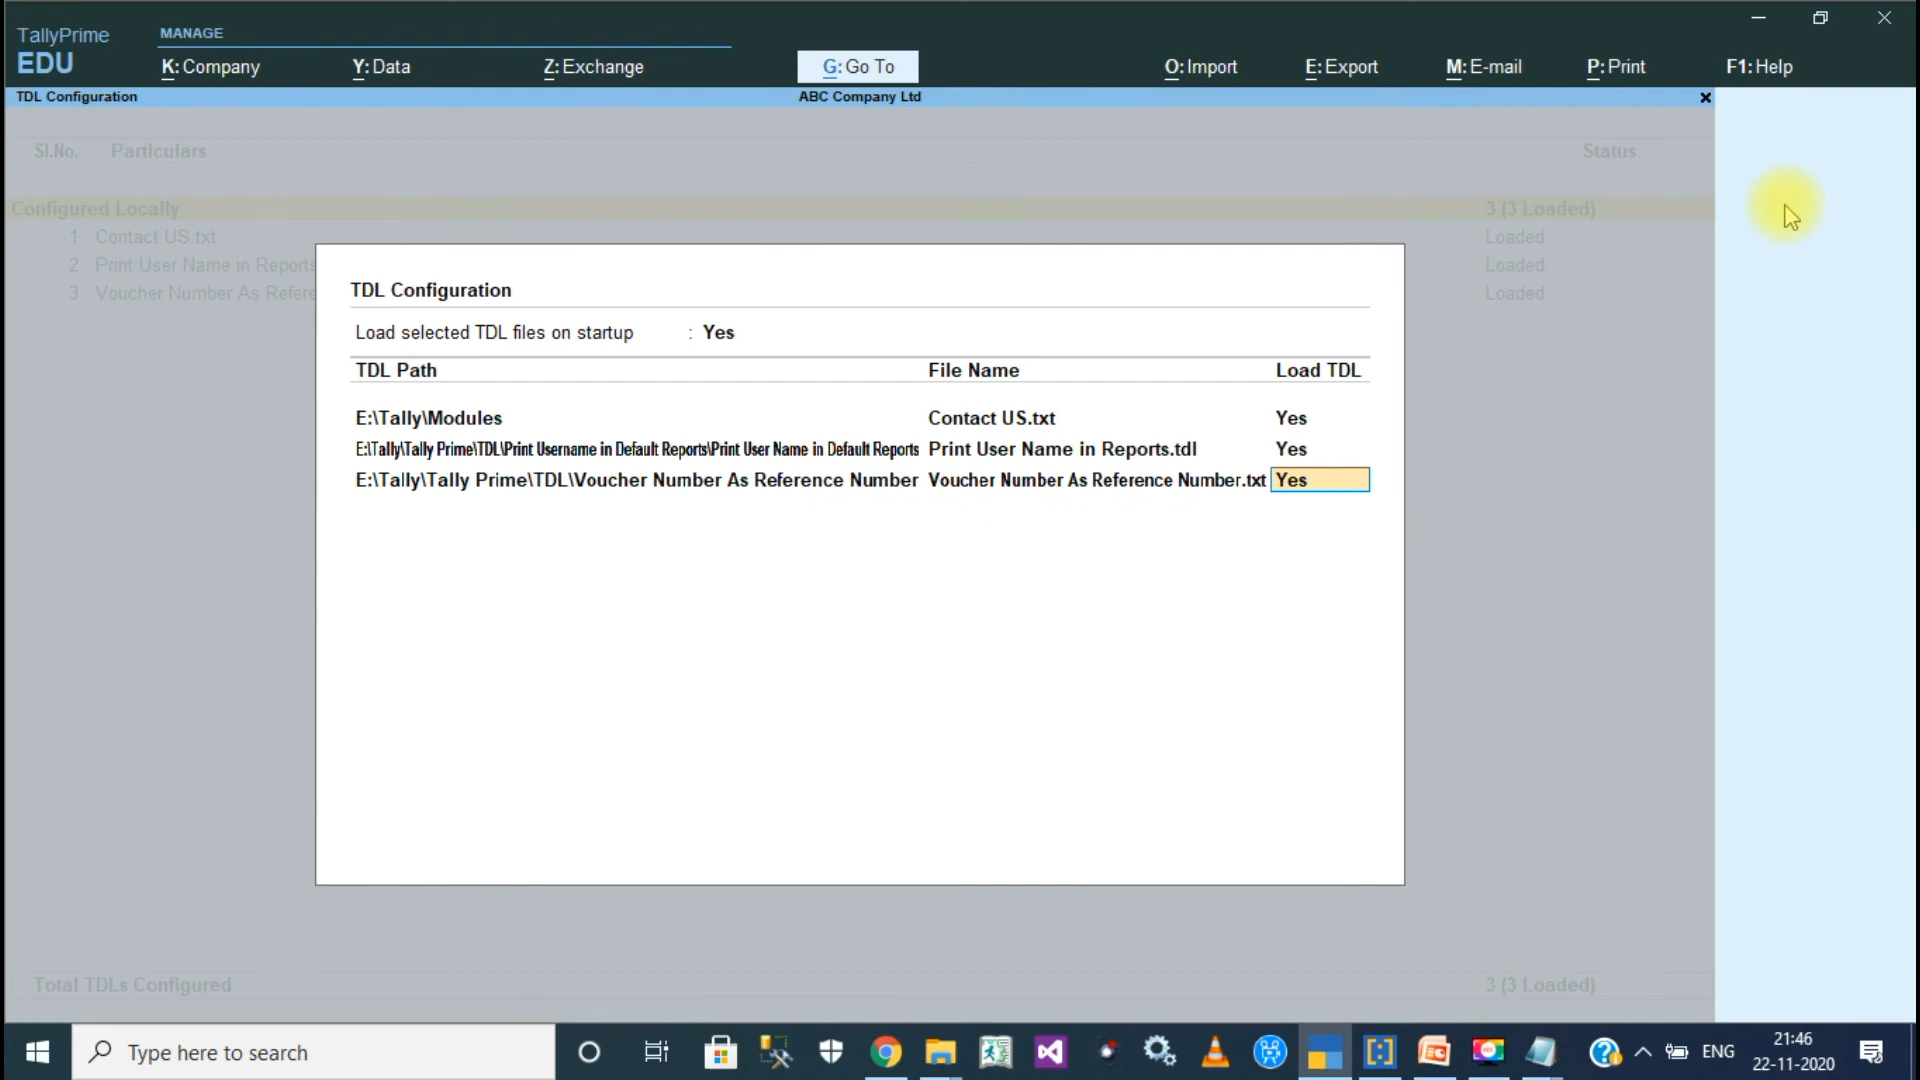 TallyPrime
EDU
MANAGE
K: Company Y: Data Z: Exchange G: Go To O: Import E: Export M: E-mail P: Print F1: Help
TDL Configuration ABC Company Ltd
Sl.No. Particulars Status
Configured Locally 3 (3 Loaded)
1 Contact US.txt Loaded
2 Print User Name in Reports Loaded
3 Voucher Number As Loaded
TDL Configuration
Load selected TDL files on startup : Yes
TDL Path File Name Load TDL
E:\Tally\Modules Contact US.txt Yes
E:\Tally\Tally Prime\TDL\Print Username in Default Reports\Print User Name in Default Reports Print User Name in Reports.tdl Yes
E:\Tally\Tally Prime\TDL\Voucher Number As Reference Number Voucher Number As Reference Number.txt Yes
Total TDLs Configured 3 (3 Loaded)
Type here to search
ENG
21:46
22-11-2020